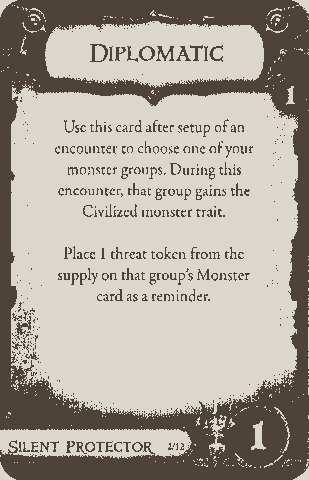 DIPLOMATIC
1
Use this card after setup of an
encounter to choose one of your
monster groups. During this
encounter, that group gains the
Civilized monster trait.
Place 1 threat token from the
supply on that group's Monster
card as a reminder.
SILENT PROTECTOR 2/12
1